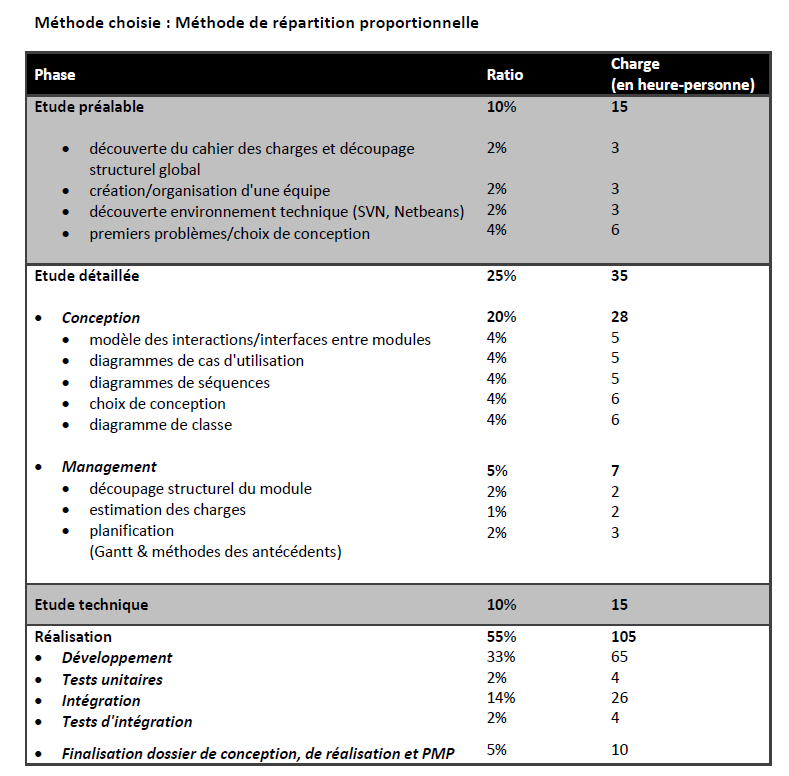 Méthode choisie : Méthode de répartition proportionnelle
Phase Ratio Charge
(en heure-personne)
Etude préalable 10% 15
• découverte du cahier des charges et découpage 2% 3
structurel global
• création/organisation d'une équipe 2% 3
• découverte environnement technique (SVN, Netbeans) 2% 3
• premiers problèmes/choix de conception 4% 6
Etude détaillée 25% 35
• Conception 20% 28
• modèle des interactions/interfaces entre modules 4% 5
• diagrammes de cas d'utilisation 4% 5
• diagrammes de séquences 4% 5
• choix de conception 4% 6
• diagramme de classe 4% 6
• Management 5% 7
• découpage structurel du module 2% 2
• estimation des charges 1% 2
• planification 2% 3
(Gantt & méthodes des antécédents)
Etude technique 10% 15
Réalisation 55% 105
• Développement 33% 65
• Tests unitaires 2% 4
• Intégration 14% 26
• Tests d'intégration 2% 4
• Finalisation dossier de conception, de réalisation et PMP 5% 10